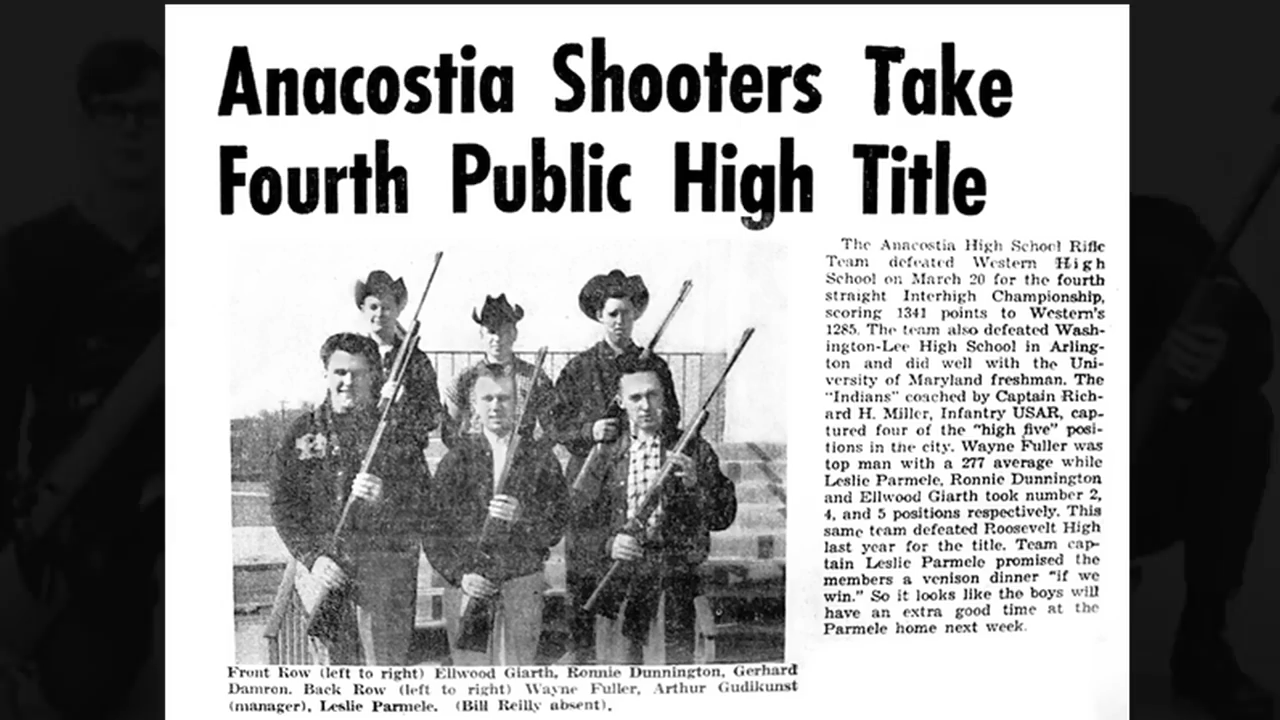 Anacostia Shooters Take
Fourth Public High Title
The Anacostia High School Rifle
Team defeated Western High
School on March 20 for the fourth
straight Interhigh Championship,
scoring 1341 points to Western's
1285. The team also defeated Wash-
ington-Lee High School in Arling-
ton and did well with the Uni-
versity of Maryland freshman. The
"Indians" coached by Captain Rich-
ard H. Miller, Infantry USAR, cap-
tured four of the "high five" posi-
tions in the city. Wayne Fuller was
top man with a 277 average while
Leslie Parmele, Ronnie Dunnington
and Ellwood Giarth took number 2,
4, and 5 positions respectively. This
same team defeated Roosevelt High
last year for the title. Team cap-
tain Leslie Parmele promised the
members a venison dinner "if we
win." So it looks like the boys will
have an extra good time at the
Parmele home next week.
Front Row (left to right) Ellwood Giarth, Ronnie Dunnington, Gerhard
Damron. Back Row (left to right) Wayne Fuller, Arthur Gudikunst
(manager), Leslie Parmele. (Bill Reilly absent).